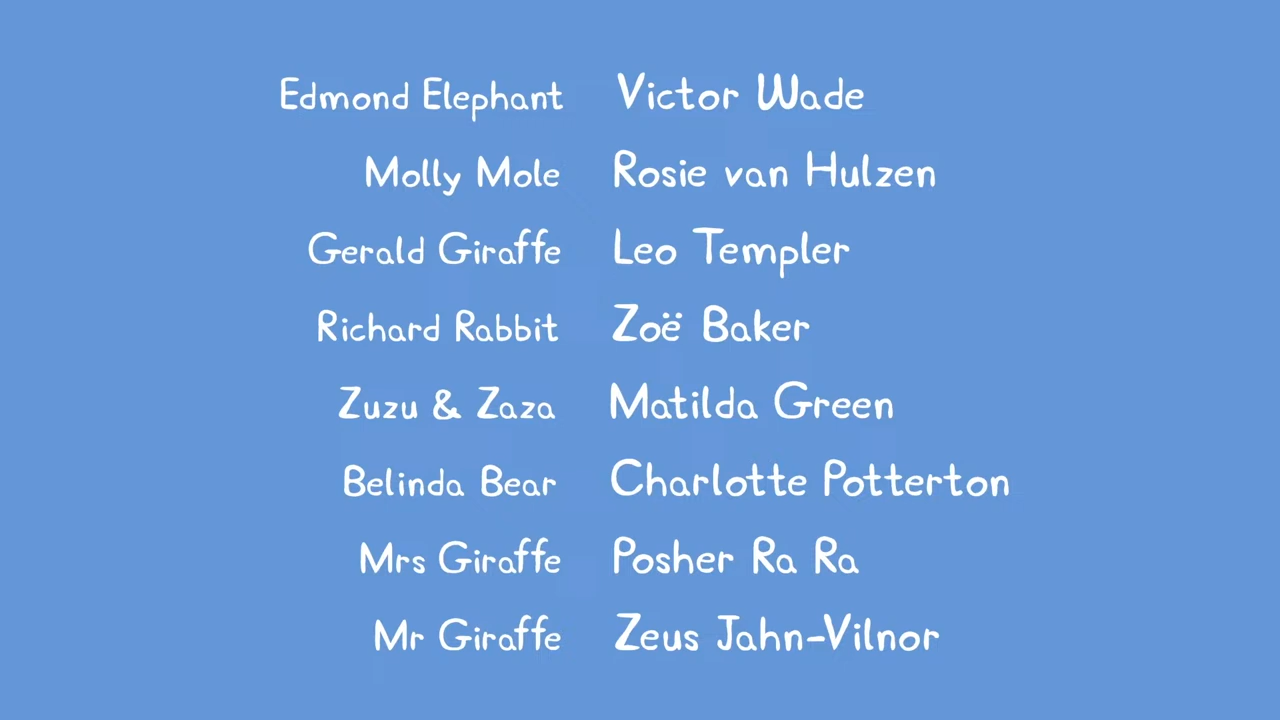 Edmond Elephant Victor Wade
Molly Mole Rosie van Hulzen
Gerald Giraffe Leo Templer
Richard Rabbit Zoë Baker
Zuzu & Zaza Matilda Green
Belinda Bear Charlotte Potterton
Mrs Giraffe Posher Ra Ra
Mr Giraffe Zeus Jahn-Vilnor